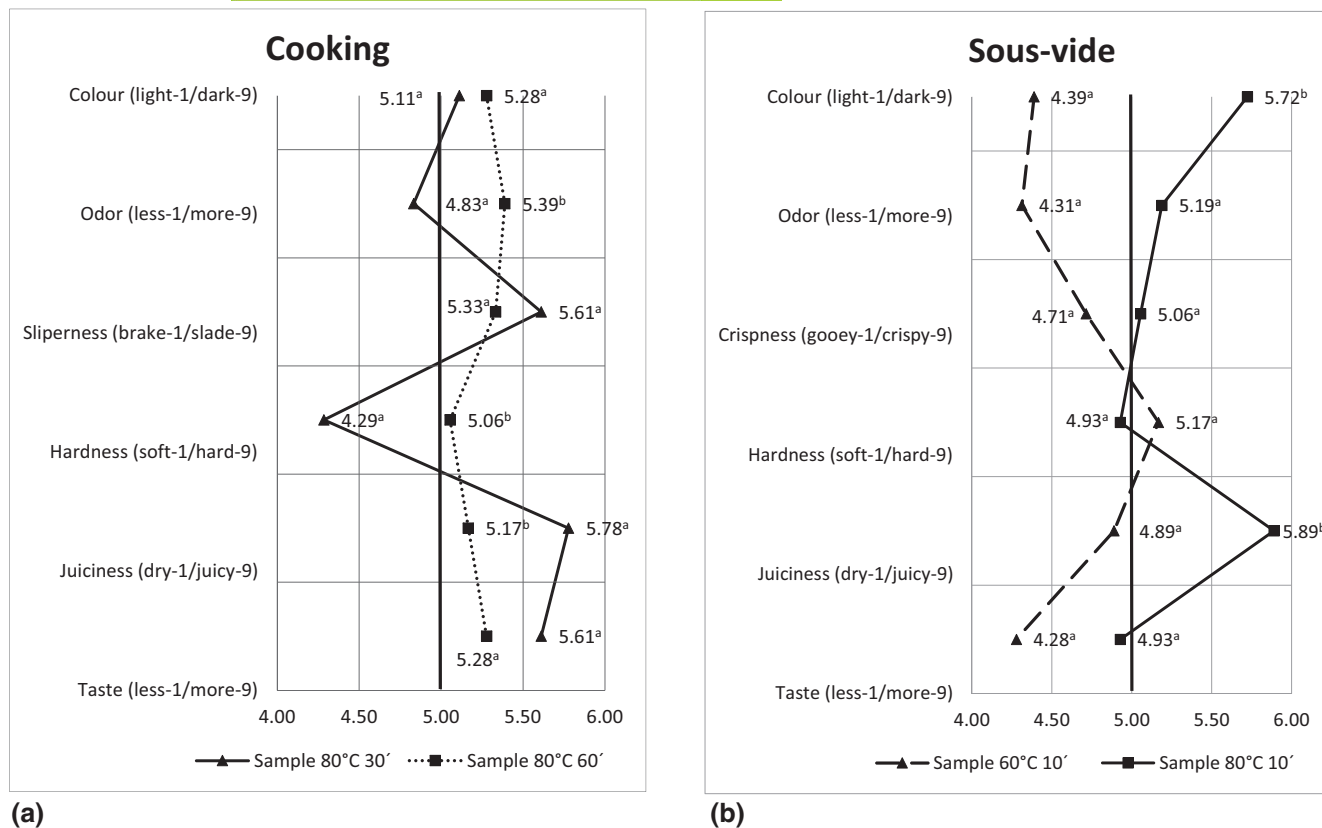 Cooking
Colour (light-1/dark-9)
5.11ᵃ
5.28ᵃ
Odor (less-1/more-9)
4.83ᵃ
5.39ᵇ
Sliperness (brake-1/slade-9)
5.33ᵃ
5.61ᵃ
Hardness (soft-1/hard-9)
4.29ᵃ
5.06ᵇ
Juiciness (dry-1/juicy-9)
5.17ᵇ
5.78ᵃ
Taste (less-1/more-9)
5.28ᵃ
5.61ᵃ
4.00 4.50 5.00 5.50 6.00
Sample 80°C 30´ Sample 80°C 60´
(a)
Sous-vide
Colour (light-1/dark-9)
4.39ᵃ
5.72ᵇ
Odor (less-1/more-9)
4.31ᵃ
5.19ᵃ
Crispness (gooey-1/crispy-9)
4.71ᵃ
5.06ᵃ
Hardness (soft-1/hard-9)
4.93ᵃ
5.17ᵃ
Juiciness (dry-1/juicy-9)
4.89ᵃ
5.89ᵇ
Taste (less-1/more-9)
4.28ᵃ
4.93ᵃ
4.00 4.50 5.00 5.50 6.00
Sample 60°C 10´ Sample 80°C 10´
(b)